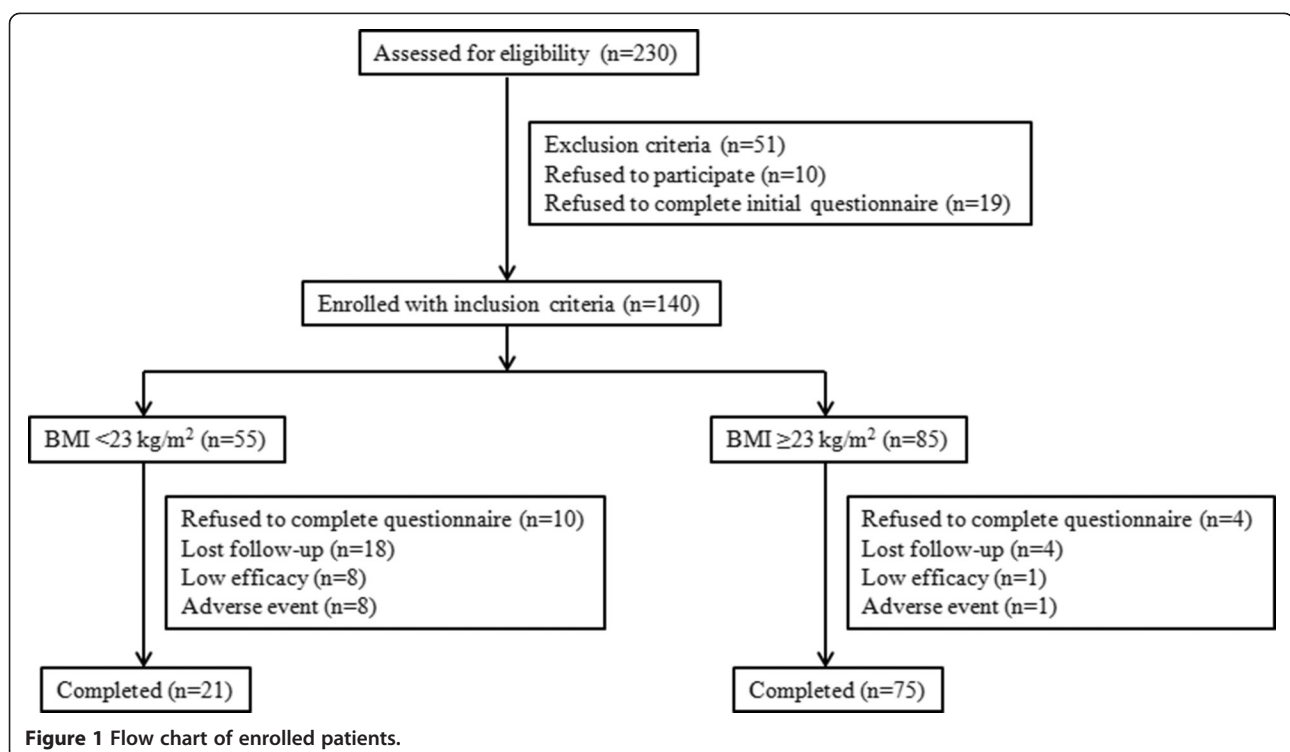 Assessed for eligibility (n=230)
Exclusion criteria (n=51)
Refused to participate (n=10)
Refused to complete initial questionnaire (n=19)
Enrolled with inclusion criteria (n=140)
BMI <23 kg/m² (n=55)
BMI ≥23 kg/m² (n=85)
Refused to complete questionnaire (n=10)
Lost follow-up (n=18)
Low efficacy (n=8)
Adverse event (n=8)
Refused to complete questionnaire (n=4)
Lost follow-up (n=4)
Low efficacy (n=1)
Adverse event (n=1)
Completed (n=21)
Completed (n=75)
Figure 1 Flow chart of enrolled patients.